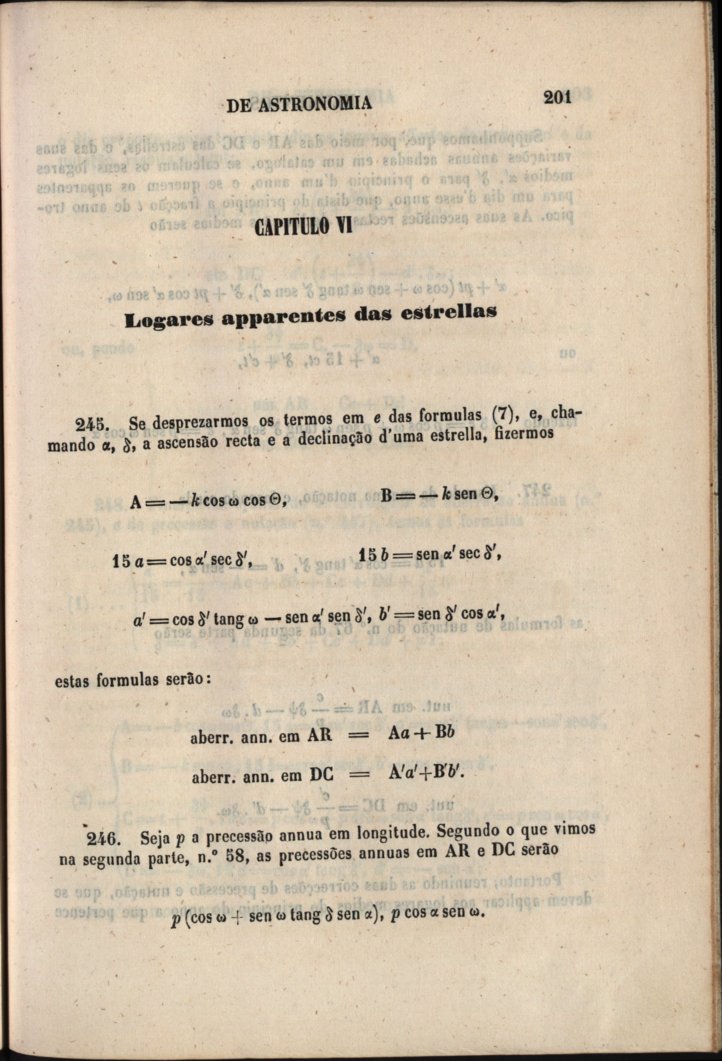 DE ASTRONOMIA 201
CAPITULO VI
Logares apparentes das estrellas
245. Se desprezarmos os termos em e das formulas (7), e, cha-
mando α, δ, a ascensão recta e a declinação d'uma estrella, fizermos
A = — k cos ω cos Θ, B = — k sen Θ,
15 a = cos α' sec δ', 15 b = sen α' sec δ',
a' = cos δ' tang ω — sen α' sen δ', b' = sen δ' cos α',
estas formulas serão:
aberr. ann. em AR = Aa + Bb
aberr. ann. em DC = A'a'+B'b'.
246. Seja p a precessão annua em longitude. Segundo o que vimos
na segunda parte, n.º 58, as precessões annuas em AR e DC serão
p (cos ω + sen ω tang δ sen α), p cos α sen ω.